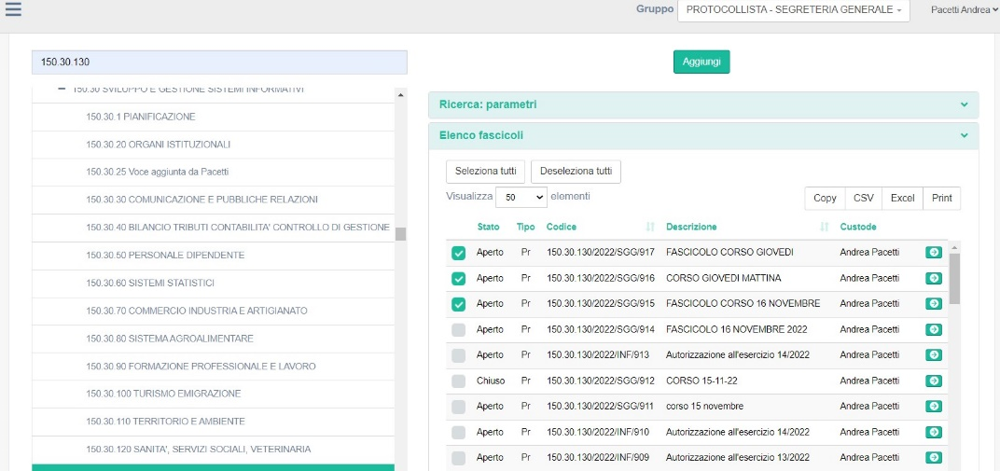 Gruppo PROTOCOLLISTA - SEGRETERIA GENERALE Pacetti Andrea
150.30.130
Aggiungi
150.30 SVILUPPO E GESTIONE SISTEMI INFORMATIVI
150.30.1 PIANIFICAZIONE
150.30.20 ORGANI ISTITUZIONALI
150.30.25 Voce aggiunta da Pacetti
150.30.30 COMUNICAZIONE E PUBBLICHE RELAZIONI
150.30.40 BILANCIO TRIBUTI CONTABILITA' CONTROLLO DI GESTIONE
150.30.50 PERSONALE DIPENDENTE
150.30.60 SISTEMI STATISTICI
150.30.70 COMMERCIO INDUSTRIA E ARTIGIANATO
150.30.80 SISTEMA AGROALIMENTARE
150.30.90 FORMAZIONE PROFESSIONALE E LAVORO
150.30.100 TURISMO EMIGRAZIONE
150.30.110 TERRITORIO E AMBIENTE
150.30.120 SANITA', SERVIZI SOCIALI, VETERINARIA
Ricerca: parametri
Elenco fascicoli
Seleziona tutti Deseleziona tutti
Visualizza 50 elementi
Copy CSV Excel Print
Stato Tipo Codice Descrizione Custode
Aperto Pr 150.30.130/2022/SGG/917 FASCICOLO CORSO GIOVEDI Andrea Pacetti
Aperto Pr 150.30.130/2022/SGG/916 CORSO GIOVEDI MATTINA Andrea Pacetti
Aperto Pr 150.30.130/2022/SGG/915 FASCICOLO CORSO 16 NOVEMBRE Andrea Pacetti
Aperto Pr 150.30.130/2022/SGG/914 FASCICOLO 16 NOVEMBRE 2022 Andrea Pacetti
Aperto Pr 150.30.130/2022/INF/913 Autorizzazione all'esercizio 14/2022 Andrea Pacetti
Chiuso Pr 150.30.130/2022/SGG/912 CORSO 15-11-22 Andrea Pacetti
Aperto Pr 150.30.130/2022/SGG/911 corso 15 novembre Andrea Pacetti
Aperto Pr 150.30.130/2022/INF/910 Autorizzazione all'esercizio 14/2022 Andrea Pacetti
Aperto Pr 150.30.130/2022/INF/909 Autorizzazione all'esercizio 13/2022 Andrea Pacetti